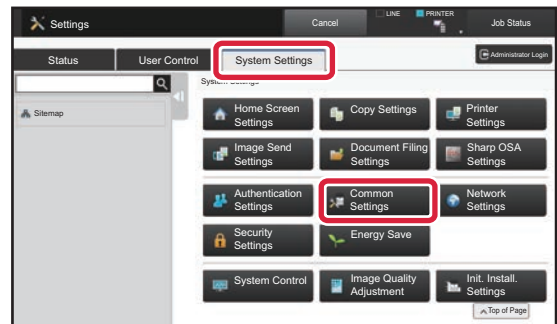 Settings
Cancel
LINE
PRINTER
Job Status
Status
User Control
System Settings
Administrator Login
System Settings
Sitemap
Home Screen
Settings
Copy Settings
Printer
Settings
Image Send
Settings
Document Filing
Settings
Sharp OSA
Settings
Authentication
Settings
Common
Settings
Network
Settings
Security
Settings
Energy Save
System Control
Image Quality
Adjustment
Init. Install.
Settings
Top of Page